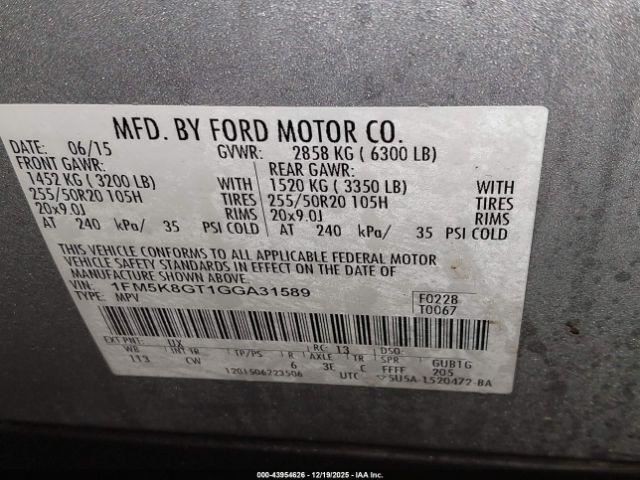 MFD. BY FORD MOTOR CO.
DATE: 06/15 GVWR: 2858 KG ( 6300 LB)
FRONT GAWR: REAR GAWR:
1452 KG ( 3200 LB) WITH 1520 KG ( 3350 LB) WITH
255/50R20 105H TIRES 255/50R20 105H TIRES
20x9.0J RIMS 20x9.0J RIMS
AT 240 kPa/ 35 PSI COLD AT 240 kPa/ 35 PSI COLD
THIS VEHICLE CONFORMS TO ALL APPLICABLE FEDERAL MOTOR
VEHICLE SAFETY AND THEFT PREVENTION STANDARDS IN EFFECT
ON THE DATE OF MANUFACTURE SHOWN ABOVE.
VIN: 1FM5K8GT1GGA31589 F0228
TYPE: MPV T0067
EXT PNT: UX RC: 13 DSO:
WB INT TR TP/PS R AXLE TR SPR GUBTG
113 CW 6 3E C FFFF 205
1201506223506 UTC 5U5A-1520472-BA
000-43954626 - 12/19/2025 - IAA Inc.